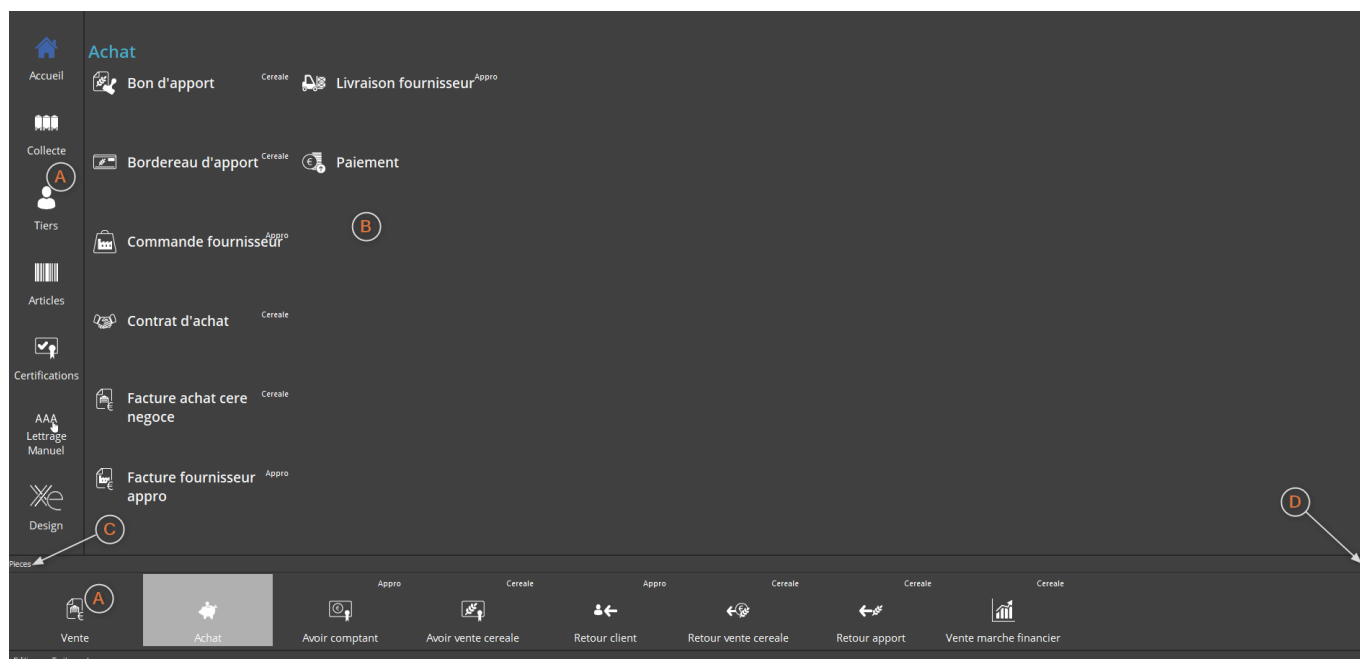 Accueil
Collecte
A
Tiers
Articles
Certifications
AAA
Lettrage
Manuel
Xe
Design
Achat
Bon d'apport Cereale
Livraison fournisseur Appro
Bordereau d'apport Cereale
Paiement
Commande fournisseur Appro
B
Contrat d'achat Cereale
Facture achat cere Cereale
negoce
Facture fournisseur Appro
appro
C
D
Pieces
A
Vente
Achat
Appro
Avoir comptant
Cereale
Avoir vente cereale
Appro
Retour client
Cereale
Retour vente cereale
Cereale
Retour apport
Cereale
Vente marche financier